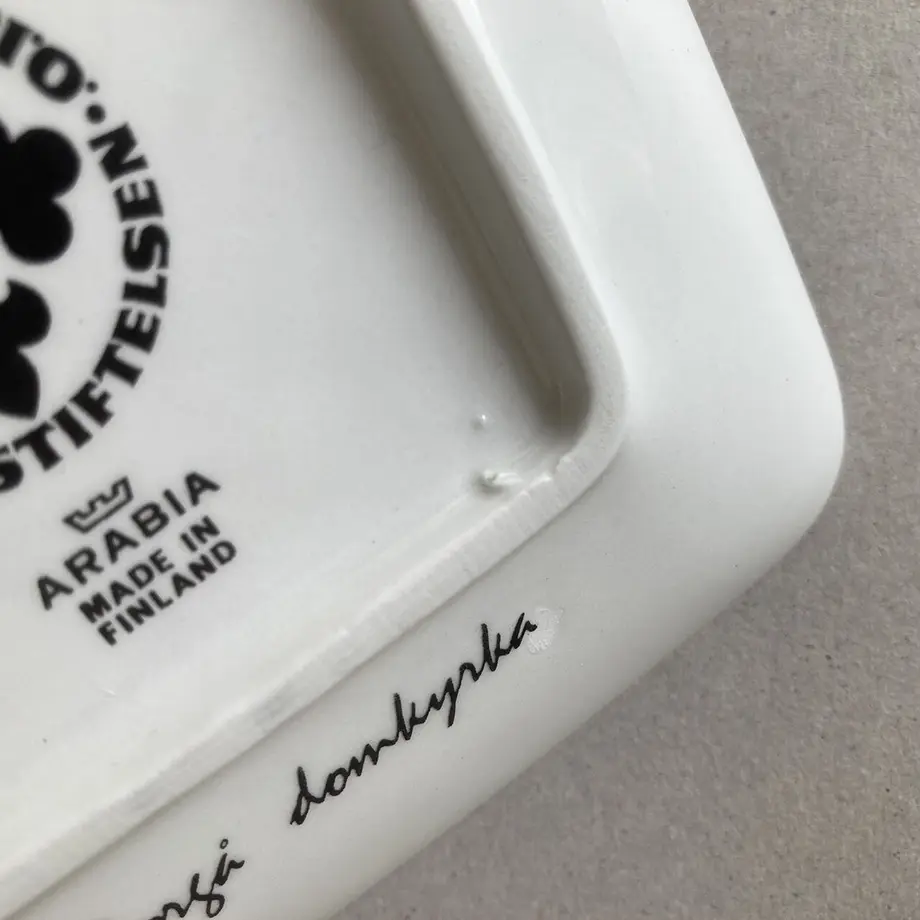 STIFTELSEN.
ARABIA
MADE IN
FINLAND
domkyrka